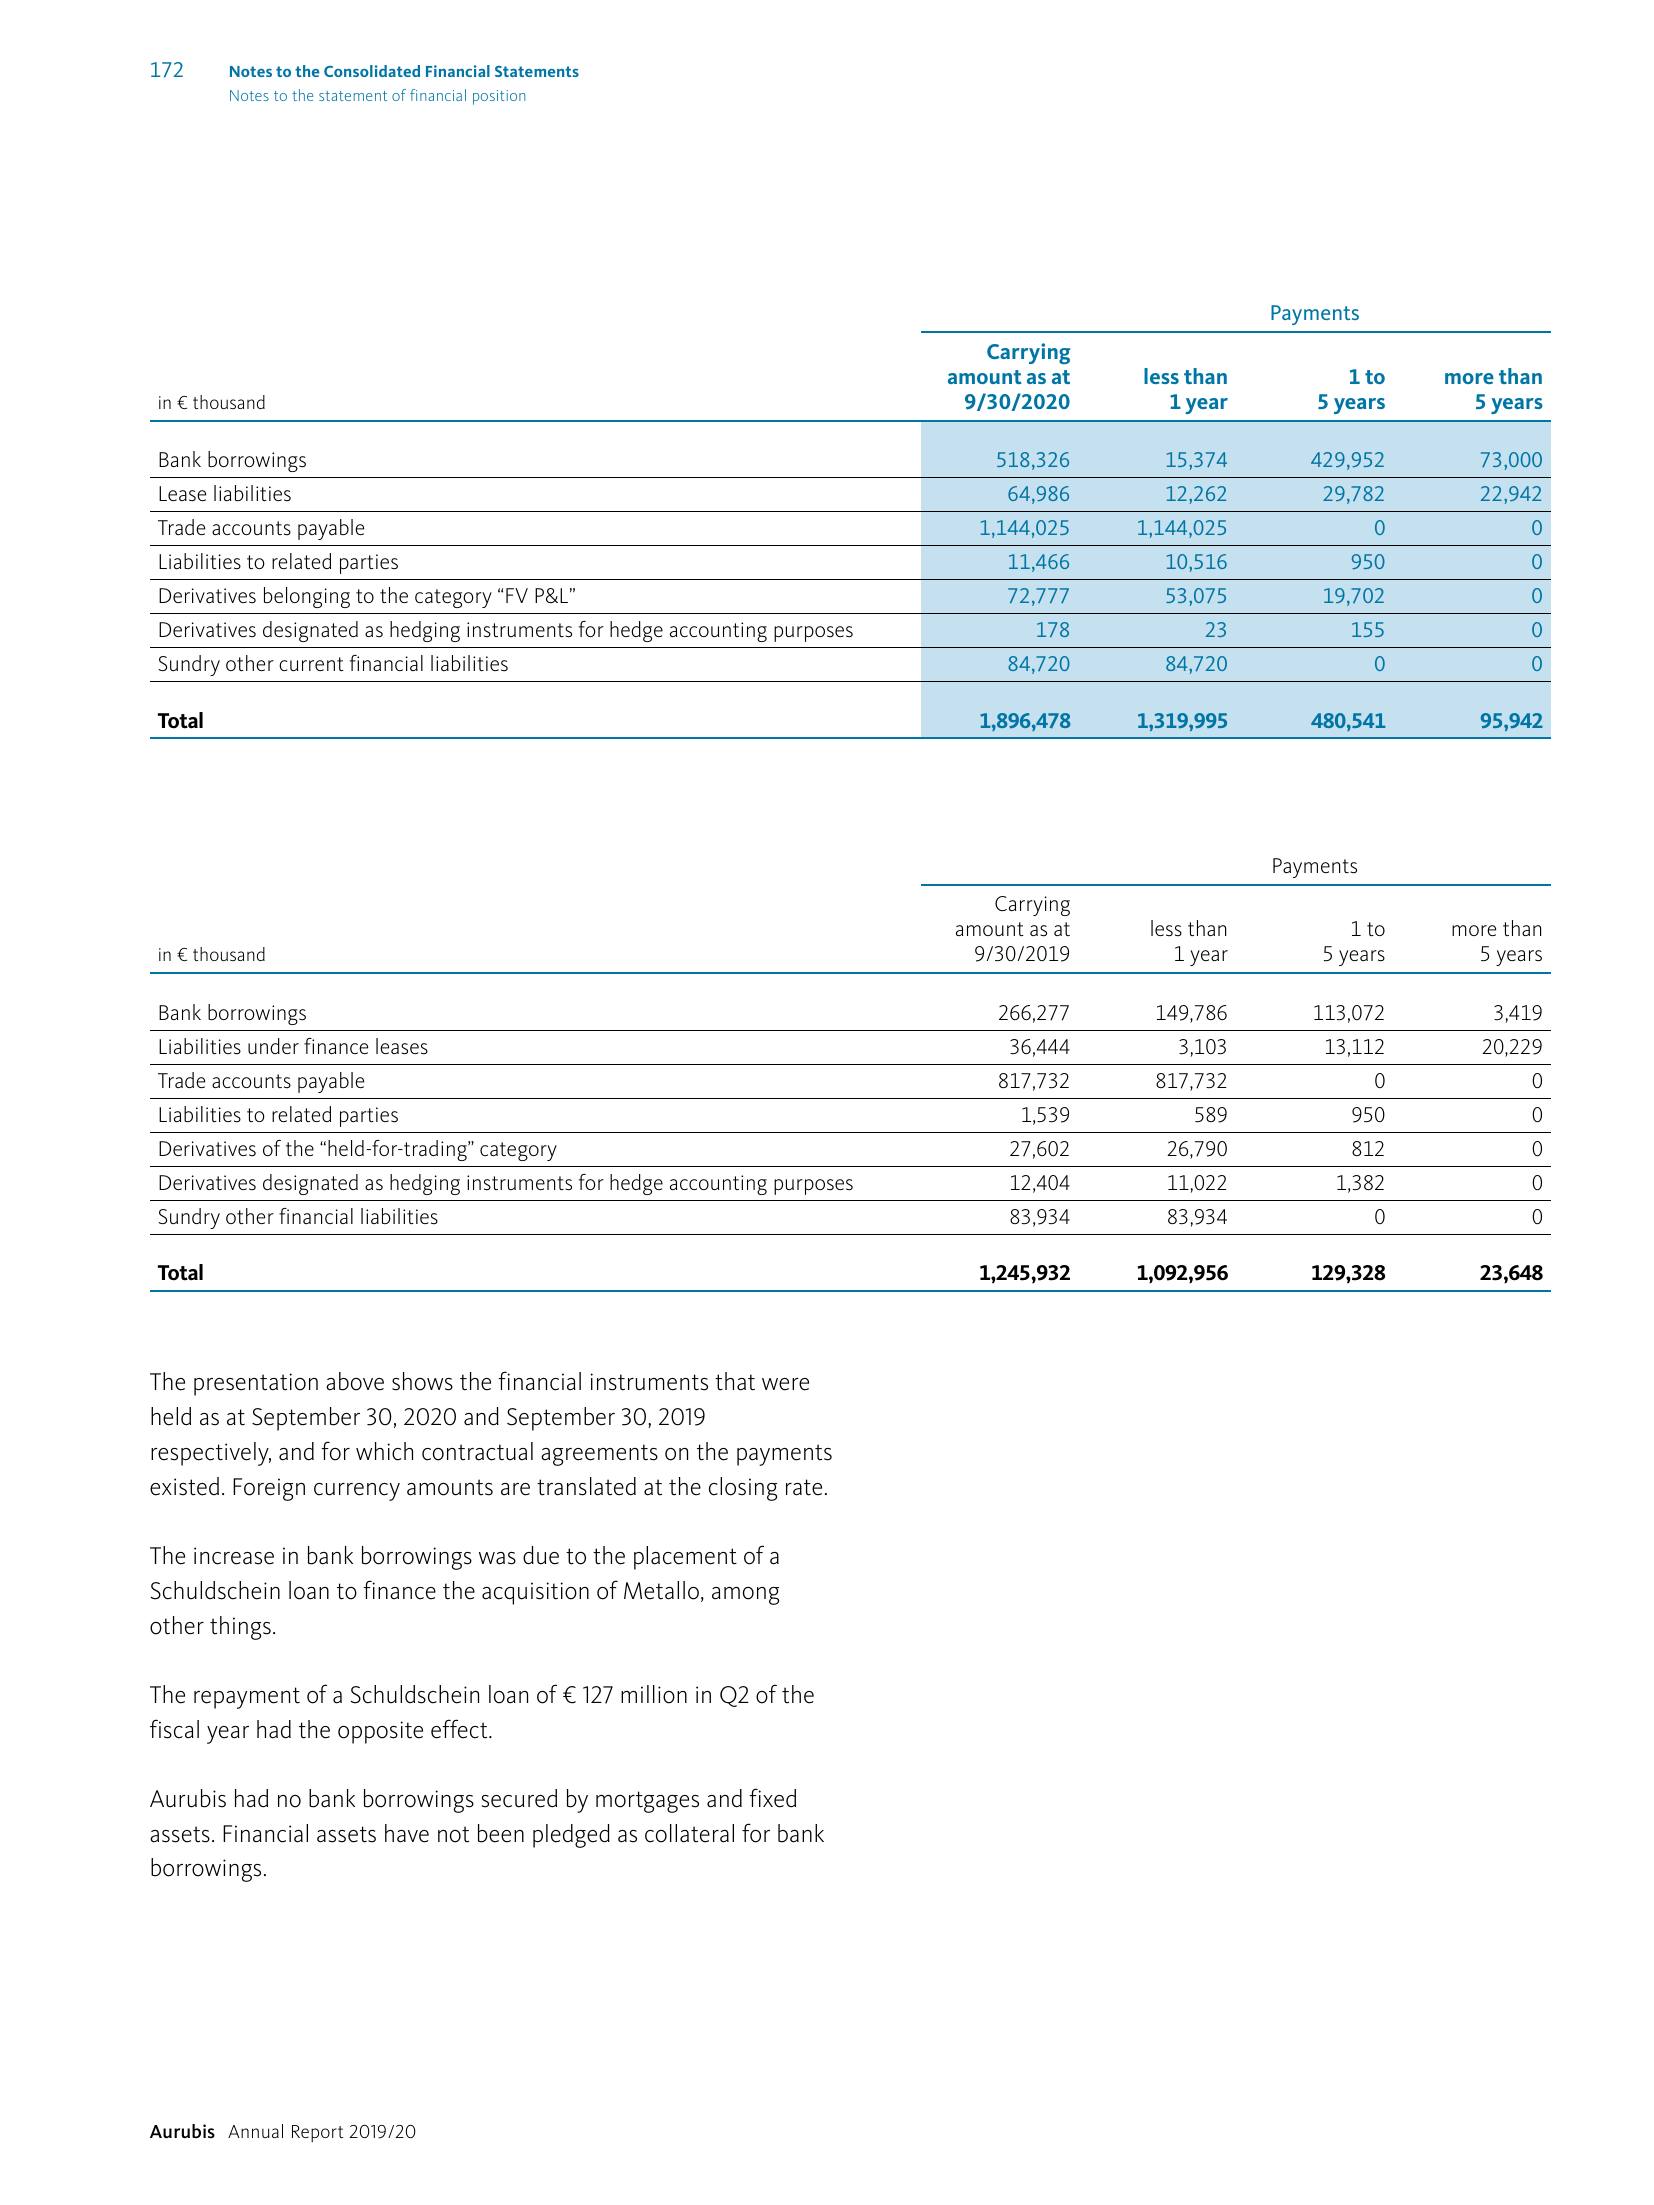 172 Notes to the Consolidated Financial Statements
Notes to the statement of financial position
Payments
in € thousand Carrying amount as at 9/30/2020 less than 1 year 1 to 5 years more than 5 years
Bank borrowings 518,326 15,374 429,952 73,000
Lease liabilities 64,986 12,262 29,782 22,942
Trade accounts payable 1,144,025 1,144,025 0 0
Liabilities to related parties 11,466 10,516 950 0
Derivatives belonging to the category “FV P&L” 72,777 53,075 19,702 0
Derivatives designated as hedging instruments for hedge accounting purposes 178 23 155 0
Sundry other current financial liabilities 84,720 84,720 0 0
Total 1,896,478 1,319,995 480,541 95,942
Payments
in € thousand Carrying amount as at 9/30/2019 less than 1 year 1 to 5 years more than 5 years
Bank borrowings 266,277 149,786 113,072 3,419
Liabilities under finance leases 36,444 3,103 13,112 20,229
Trade accounts payable 817,732 817,732 0 0
Liabilities to related parties 1,539 589 950 0
Derivatives of the “held-for-trading” category 27,602 26,790 812 0
Derivatives designated as hedging instruments for hedge accounting purposes 12,404 11,022 1,382 0
Sundry other financial liabilities 83,934 83,934 0 0
Total 1,245,932 1,092,956 129,328 23,648
The presentation above shows the financial instruments that were
held as at September 30, 2020 and September 30, 2019
respectively, and for which contractual agreements on the payments
existed. Foreign currency amounts are translated at the closing rate.
The increase in bank borrowings was due to the placement of a
Schuldschein loan to finance the acquisition of Metallo, among
other things.
The repayment of a Schuldschein loan of € 127 million in Q2 of the
fiscal year had the opposite effect.
Aurubis had no bank borrowings secured by mortgages and fixed
assets. Financial assets have not been pledged as collateral for bank
borrowings.
Aurubis Annual Report 2019/20